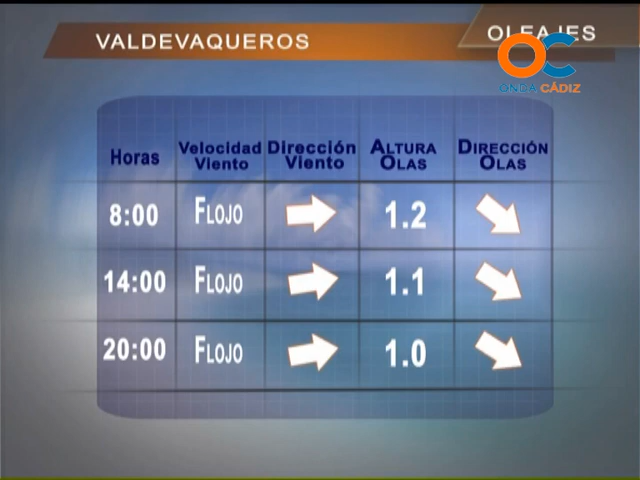 VALDEVAQUEROS
OLEAJES
OC
ONDA CÁDIZ
Horas Velocidad Viento Dirección Viento ALTURA OLAS DIRECCIÓN OLAS
8:00 FLOJO 1.2
14:00 FLOJO 1.1
20:00 FLOJO 1.0